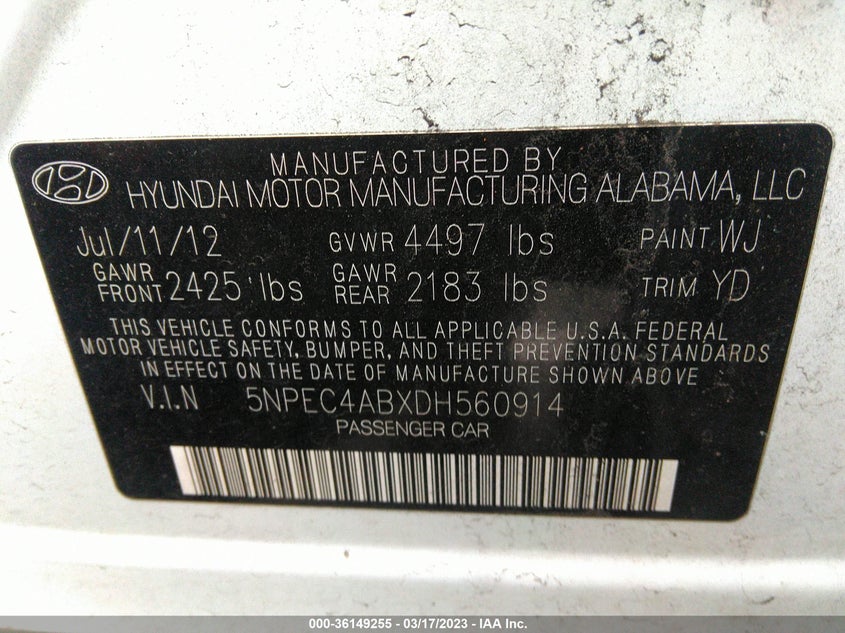 MANUFACTURED BY
HYUNDAI MOTOR MANUFACTURING ALABAMA, LLC
Jul/11/12 GVWR 4497 lbs PAINT WJ
GAWR FRONT 2425 lbs GAWR REAR 2183 lbs TRIM YD
THIS VEHICLE CONFORMS TO ALL APPLICABLE U.S.A. FEDERAL
MOTOR VEHICLE SAFETY, BUMPER, AND THEFT PREVENTION STANDARDS
IN EFFECT ON THE DATE OF MANUFACTURE SHOWN ABOVE
V.I.N 5NPEC4ABXDH560914
PASSENGER CAR
000-36149255 - 03/17/2023 - IAA Inc.